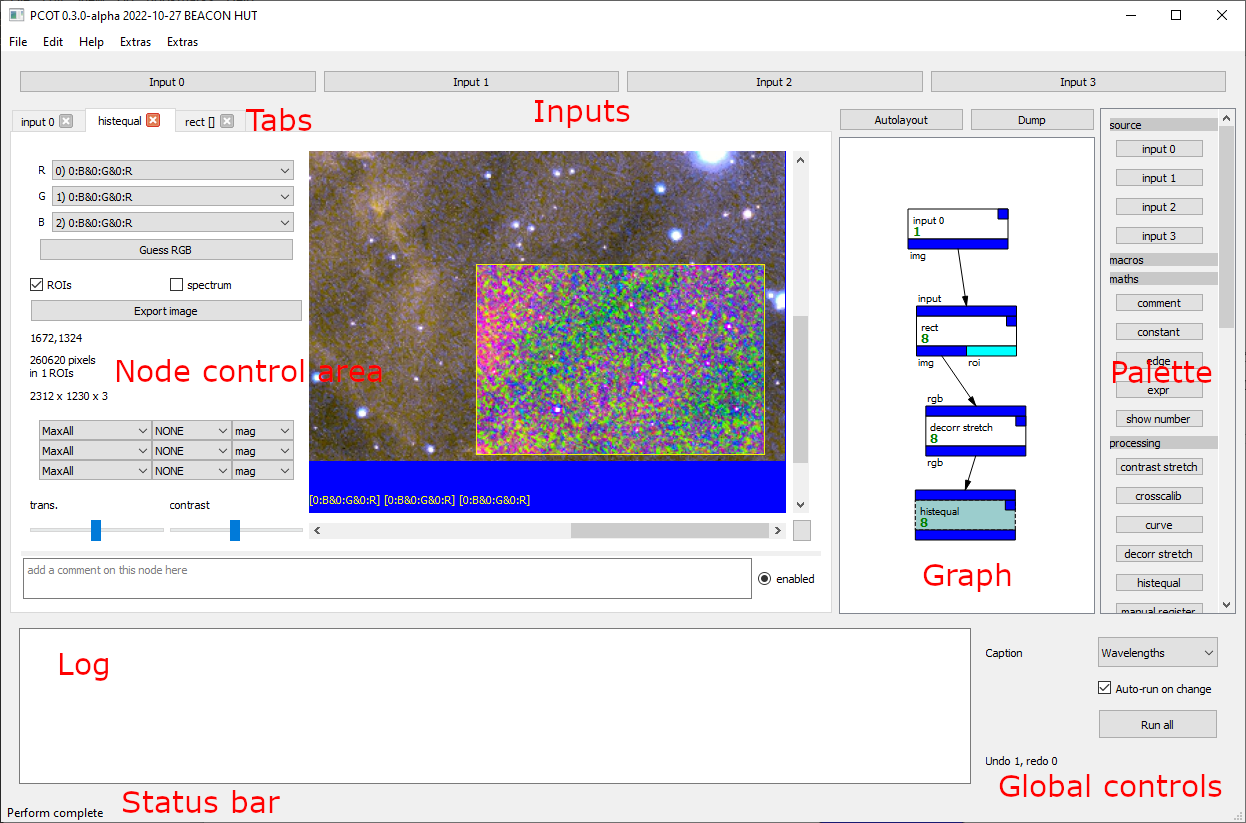 PCOT 0.3.0-alpha 2022-10-27 BEACON HUT
File Edit Help Extras Extras
Input 0 Input 1 Input 2 Input 3
Inputs
input 0 histequal rect []
Tabs
R 0) 0:B&0:G&0:R
G 1) 0:B&0:G&0:R
B 2) 0:B&0:G&0:R
Guess RGB
ROIs spectrum
Export image
1672,1324
260620 pixels
in 1 ROIs
Node control area
2312 x 1230 x 3
MaxAll NONE mag
MaxAll NONE mag
MaxAll NONE mag
trans. contrast
[0:B&0:G&0:R] [0:B&0:G&0:R] [0:B&0:G&0:R]
add a comment on this node here
enabled
Autolayout Dump
input 0
1
img
input
rect
8
img roi
rgb
decorr stretch
8
rgb
histequal
8
Graph
source
input 0
input 1
input 2
input 3
macros
maths
comment
constant
edge
Palette
expr
show number
processing
contrast stretch
crosscalib
curve
decorr stretch
histequal
manual register
Log
Caption Wavelengths
Auto-run on change
Run all
Undo 1, redo 0
Global controls
Status bar
Perform complete